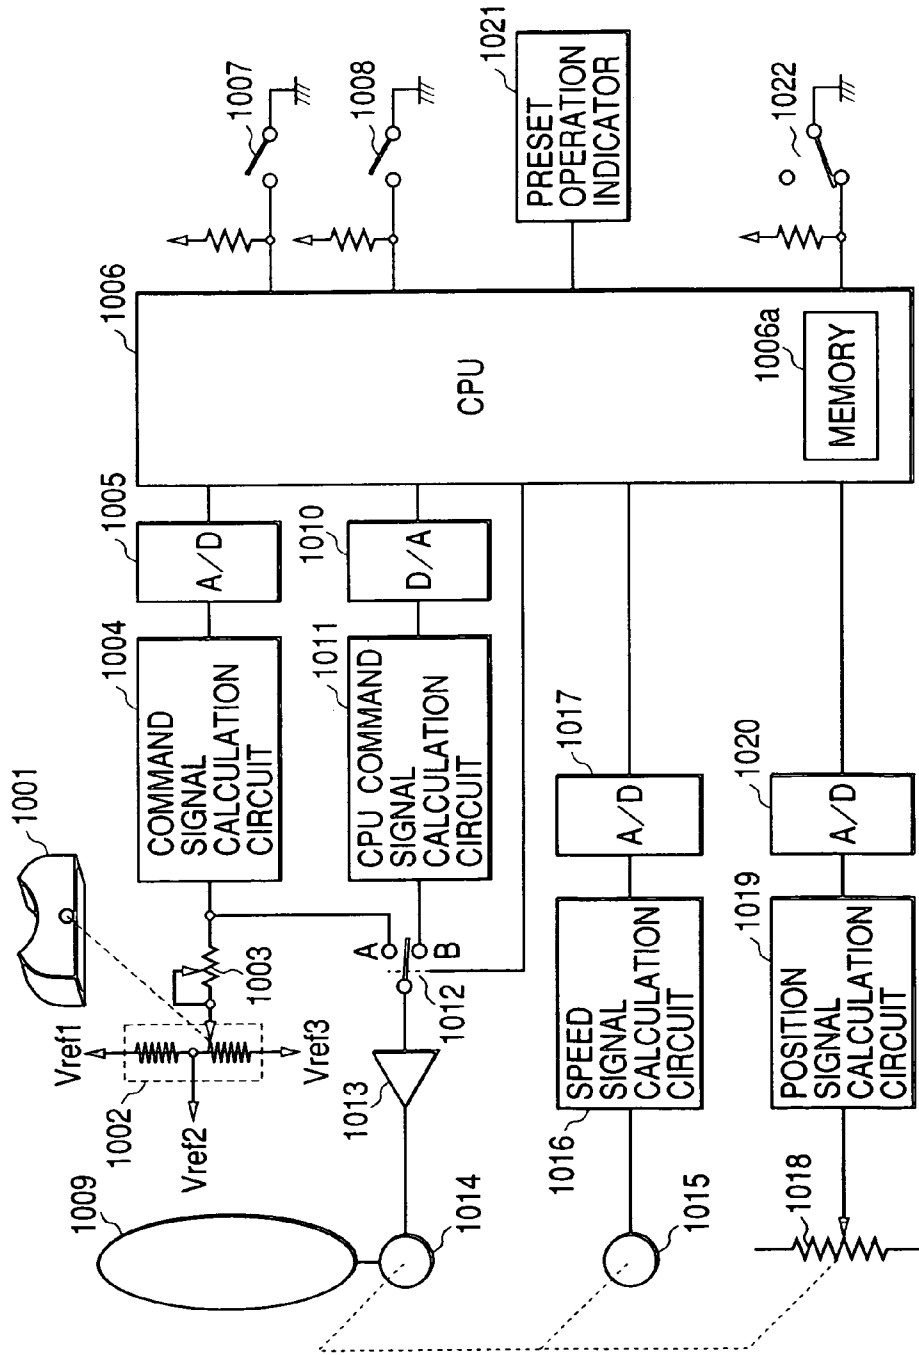 1001
Vref1
1002
Vref2
Vref3
1003
1004
COMMAND
SIGNAL
CALCULATION
CIRCUIT
1005
A/D
1006
CPU
1006a
MEMORY
1007
1008
1009
1010
D/A
1011
CPU COMMAND
SIGNAL
CALCULATION
CIRCUIT
A
B
1012
1013
1014
1015
1016
SPEED
SIGNAL
CALCULATION
CIRCUIT
1017
A/D
1018
1019
POSITION
SIGNAL
CALCULATION
CIRCUIT
1020
A/D
1021
PRESET
OPERATION
INDICATOR
1022